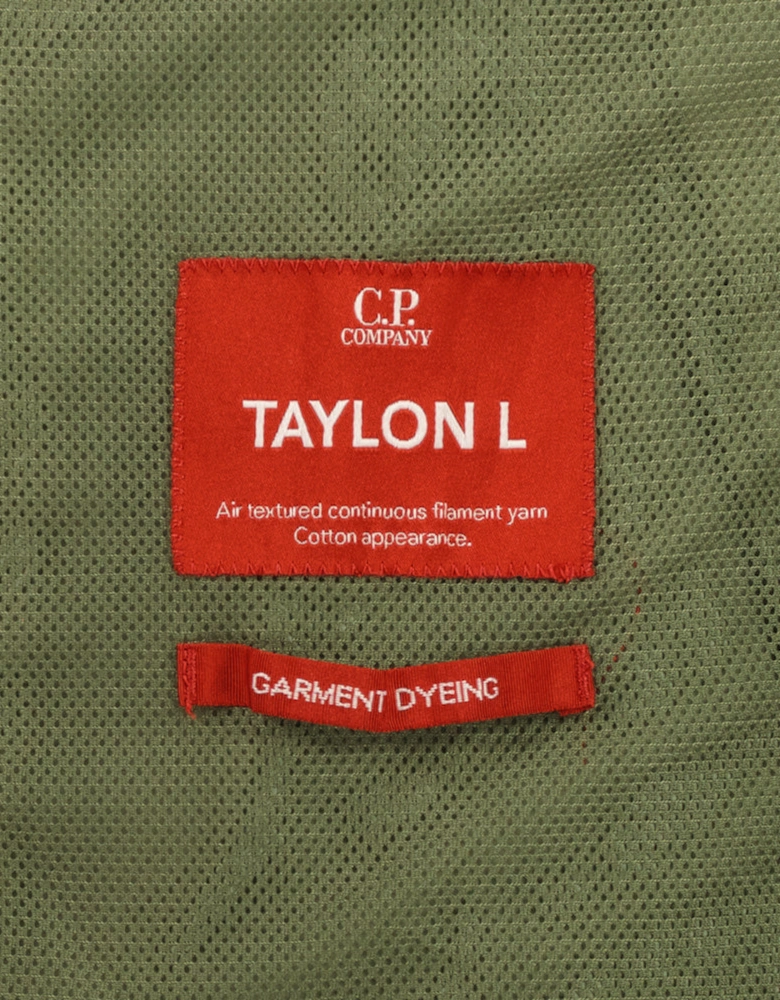 C.P.
COMPANY
TAYLON L
Air textured continuous filament yarn
Cotton appearance.
GARMENT DYEING